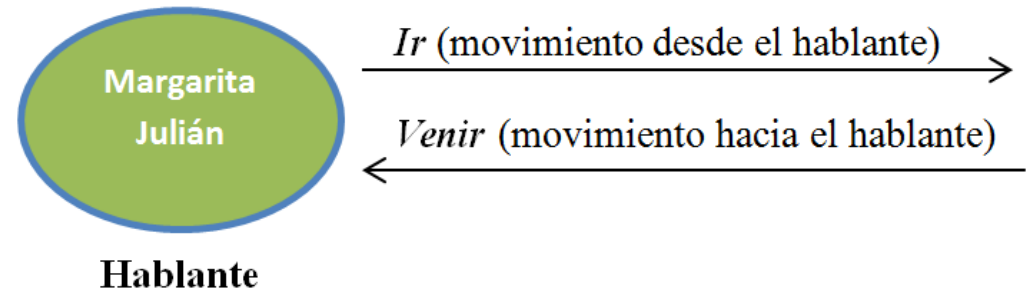 Margarita
Julián
Ir (movimiento desde el hablante)
Venir (movimiento hacia el hablante)
Hablante